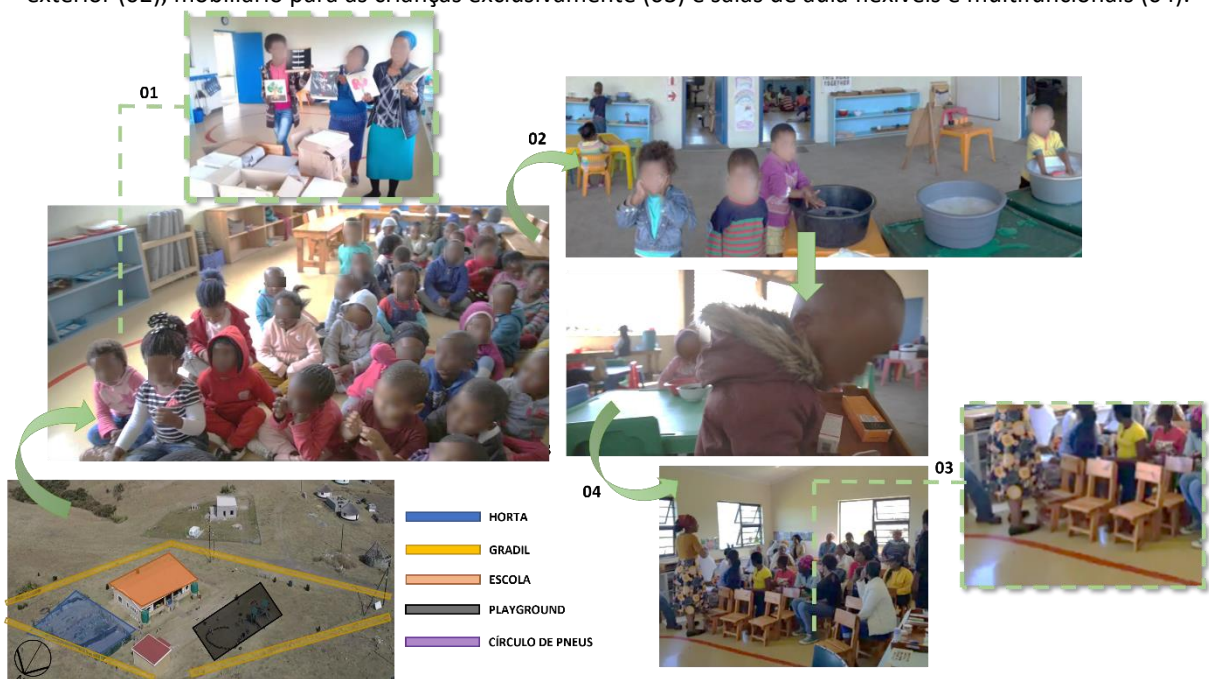 exterior (02), mobiliário para as crianças exclusivamente (03) e salas de aula flexíveis e multifuncionais (04).
01
02
03
04
HORTA
GRADIL
ESCOLA
PLAYGROUND
CÍRCULO DE PNEUS